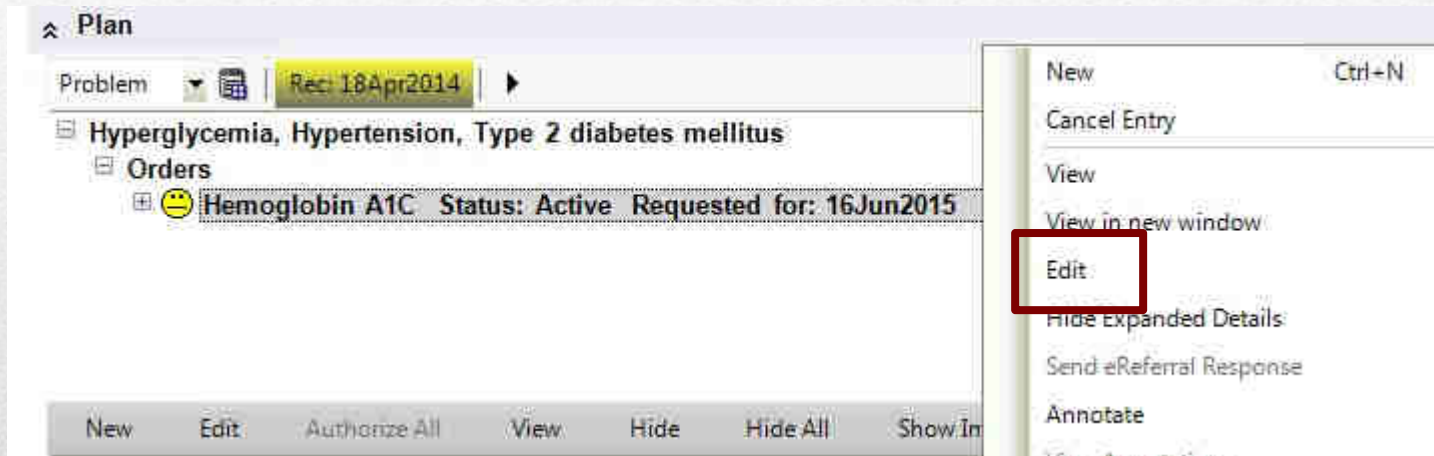 Plan
Problem Rec: 18Apr2014
Hyperglycemia, Hypertension, Type 2 diabetes mellitus
Orders
Hemoglobin A1C Status: Active Requested for: 16Jun2015
New Edit Authorize All View Hide Hide All Show
New Ctrl+N
Cancel Entry
View
View in new window
Edit
Hide Expanded Details
Send eReferral Response
Annotate